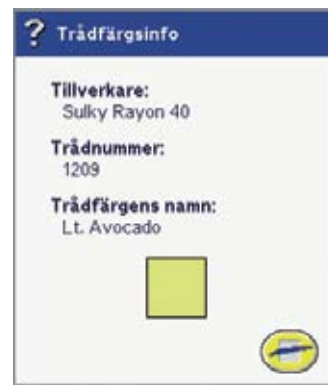 ? Trådfärgsinfo
Tillverkare:
Sulky Rayon 40
Trådnummer:
1209
Trådfärgens namn:
Lt. Avocado